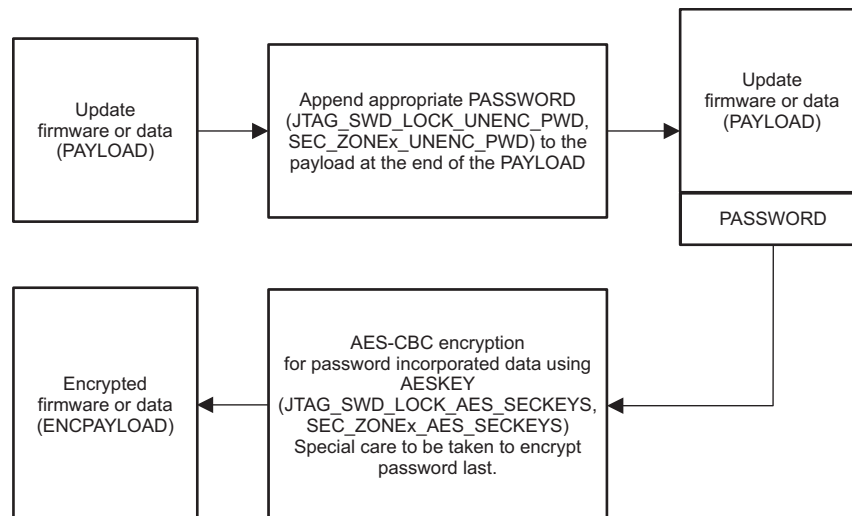 Update
firmware or data
(PAYLOAD)
Append appropriate PASSWORD
(JTAG_SWD_LOCK_UNENC_PWD,
SEC_ZONEx_UNENC_PWD) to the
payload at the end of the PAYLOAD
Update
firmware or data
(PAYLOAD)
PASSWORD
AES-CBC encryption
for password incorporated data using
AESKEY
(JTAG_SWD_LOCK_AES_SECKEYS,
SEC_ZONEx_AES_SECKEYS)
Special care to be taken to encrypt
password last.
Encrypted
firmware or data
(ENCPAYLOAD)